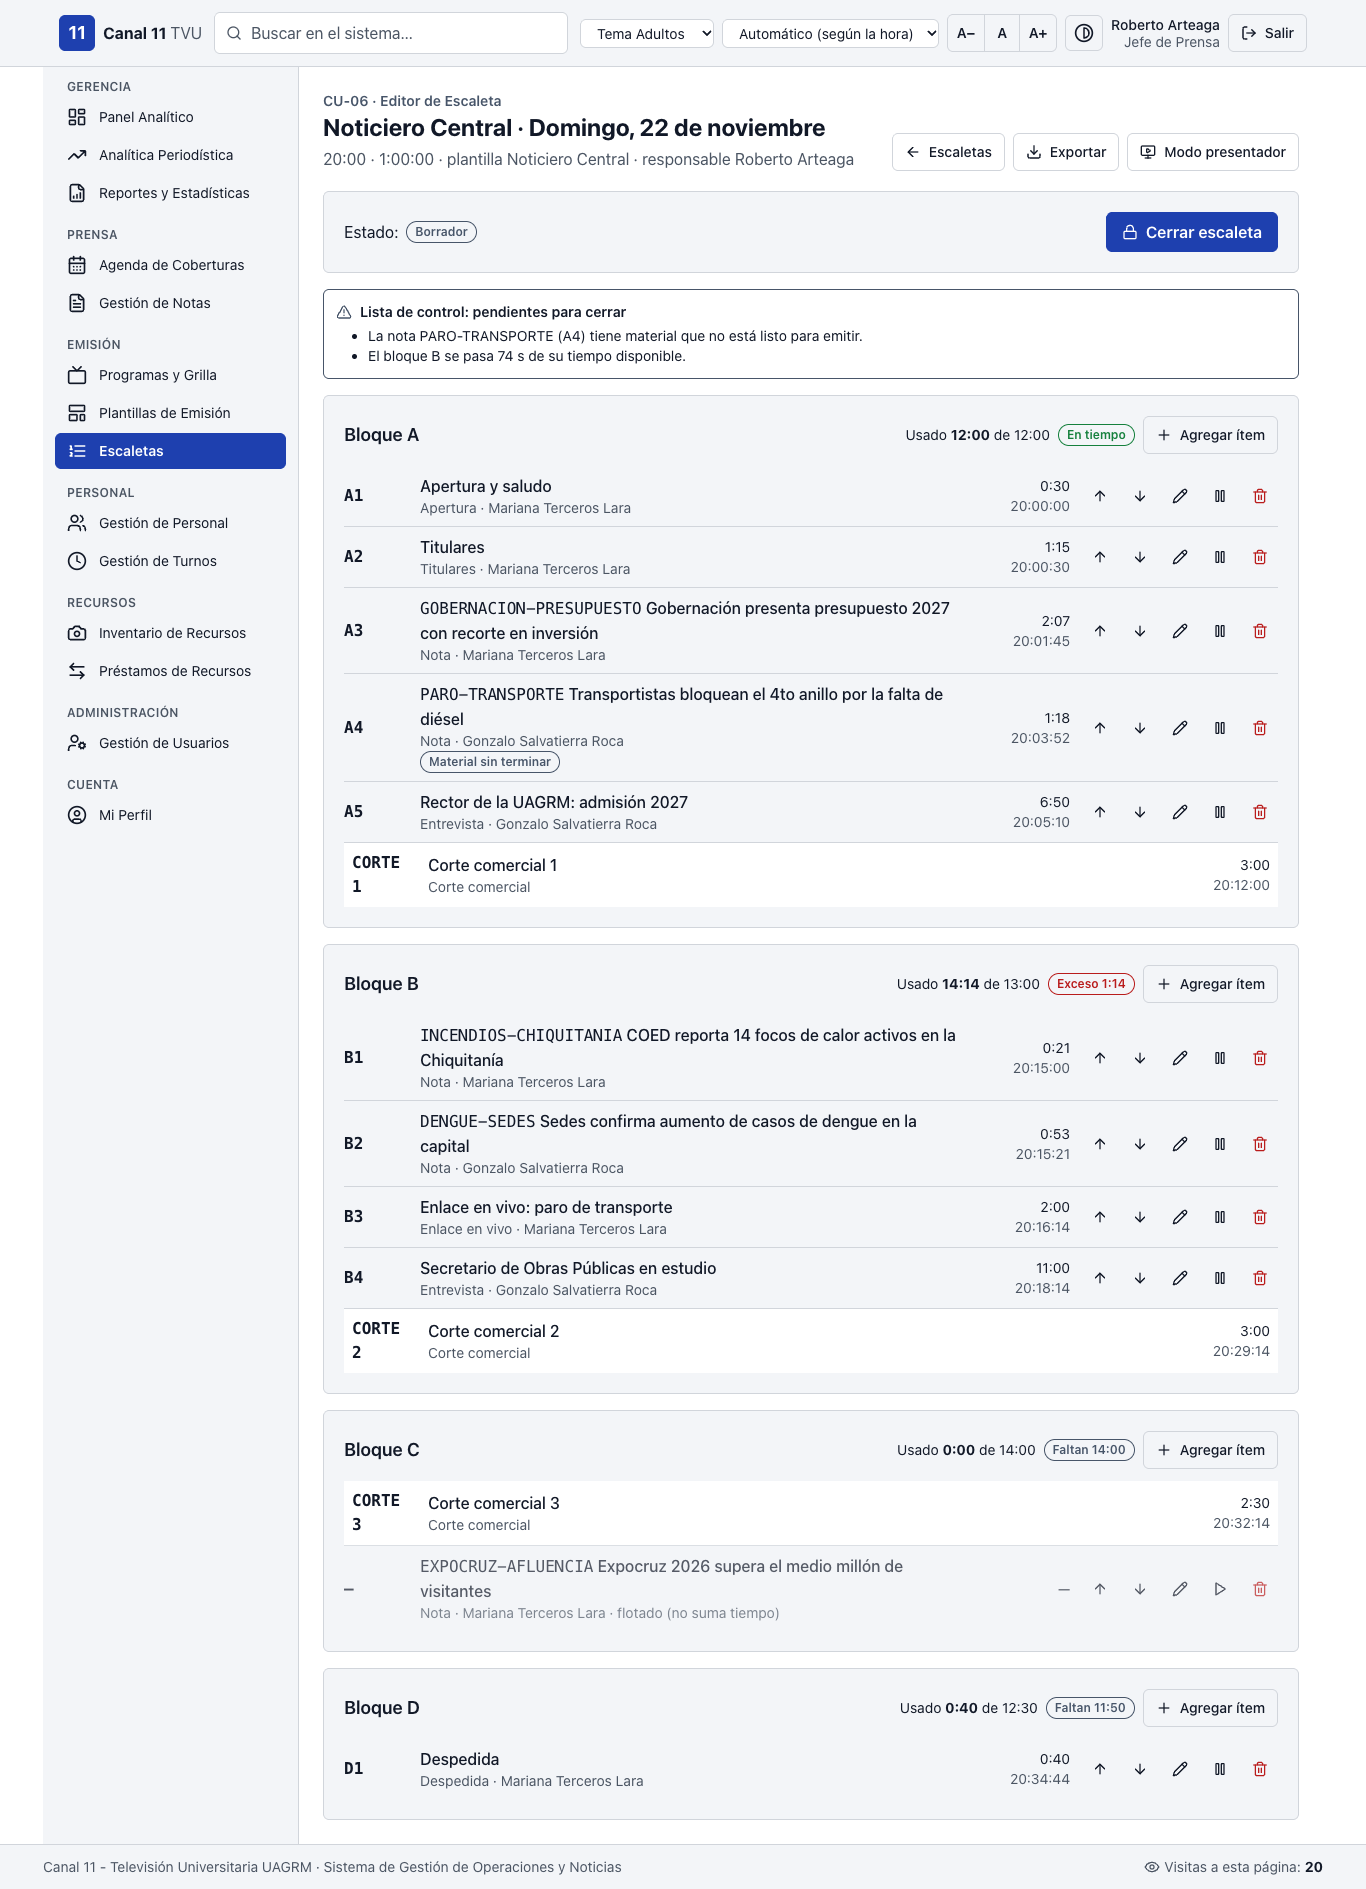 11 Canal 11 TVU
Buscar en el sistema...
Tema Adultos
Automático (según la hora)
A− A A+
Roberto Arteaga
Jefe de Prensa
Salir
GERENCIA
Panel Analítico
Analítica Periodística
Reportes y Estadísticas
PRENSA
Agenda de Coberturas
Gestión de Notas
EMISIÓN
Programas y Grilla
Plantillas de Emisión
Escaletas
PERSONAL
Gestión de Personal
Gestión de Turnos
RECURSOS
Inventario de Recursos
Préstamos de Recursos
ADMINISTRACIÓN
Gestión de Usuarios
CUENTA
Mi Perfil
CU-06 · Editor de Escaleta
Noticiero Central · Domingo, 22 de noviembre
20:00 · 1:00:00 · plantilla Noticiero Central · responsable Roberto Arteaga
Escaletas
Exportar
Modo presentador
Estado: Borrador
Cerrar escaleta
Lista de control: pendientes para cerrar
• La nota PARO-TRANSPORTE (A4) tiene material que no está listo para emitir.
• El bloque B se pasa 74 s de su tiempo disponible.
Bloque A
Usado 12:00 de 12:00 En tiempo
Agregar ítem
A1
Apertura y saludo
Apertura · Mariana Terceros Lara
0:30
20:00:00
A2
Titulares
Titulares · Mariana Terceros Lara
1:15
20:00:30
A3
GOBERNACION-PRESUPUESTO Gobernación presenta presupuesto 2027
con recorte en inversión
Nota · Mariana Terceros Lara
2:07
20:01:45
A4
PARO-TRANSPORTE Transportistas bloquean el 4to anillo por la falta de
diésel
Nota · Gonzalo Salvatierra Roca
Material sin terminar
1:18
20:03:52
A5
Rector de la UAGRM: admisión 2027
Entrevista · Gonzalo Salvatierra Roca
6:50
20:05:10
CORTE
1
Corte comercial 1
Corte comercial
3:00
20:12:00
Bloque B
Usado 14:14 de 13:00 Exceso 1:14
Agregar ítem
B1
INCENDIOS-CHIQUITANIA COED reporta 14 focos de calor activos en la
Chiquitanía
Nota · Mariana Terceros Lara
0:21
20:15:00
B2
DENGUE-SEDES Sedes confirma aumento de casos de dengue en la
capital
Nota · Gonzalo Salvatierra Roca
0:53
20:15:21
B3
Enlace en vivo: paro de transporte
Enlace en vivo · Mariana Terceros Lara
2:00
20:16:14
B4
Secretario de Obras Públicas en estudio
Entrevista · Gonzalo Salvatierra Roca
11:00
20:18:14
CORTE
2
Corte comercial 2
Corte comercial
3:00
20:29:14
Bloque C
Usado 0:00 de 14:00 Faltan 14:00
Agregar ítem
CORTE
3
Corte comercial 3
Corte comercial
2:30
20:32:14
—
EXPOCRUZ-AFLUENCIA Expocruz 2026 supera el medio millón de
visitantes
Nota · Mariana Terceros Lara · flotado (no suma tiempo)
—
Bloque D
Usado 0:40 de 12:30 Faltan 11:50
Agregar ítem
D1
Despedida
Despedida · Mariana Terceros Lara
0:40
20:34:44
Canal 11 - Televisión Universitaria UAGRM · Sistema de Gestión de Operaciones y Noticias
Visitas a esta página: 20